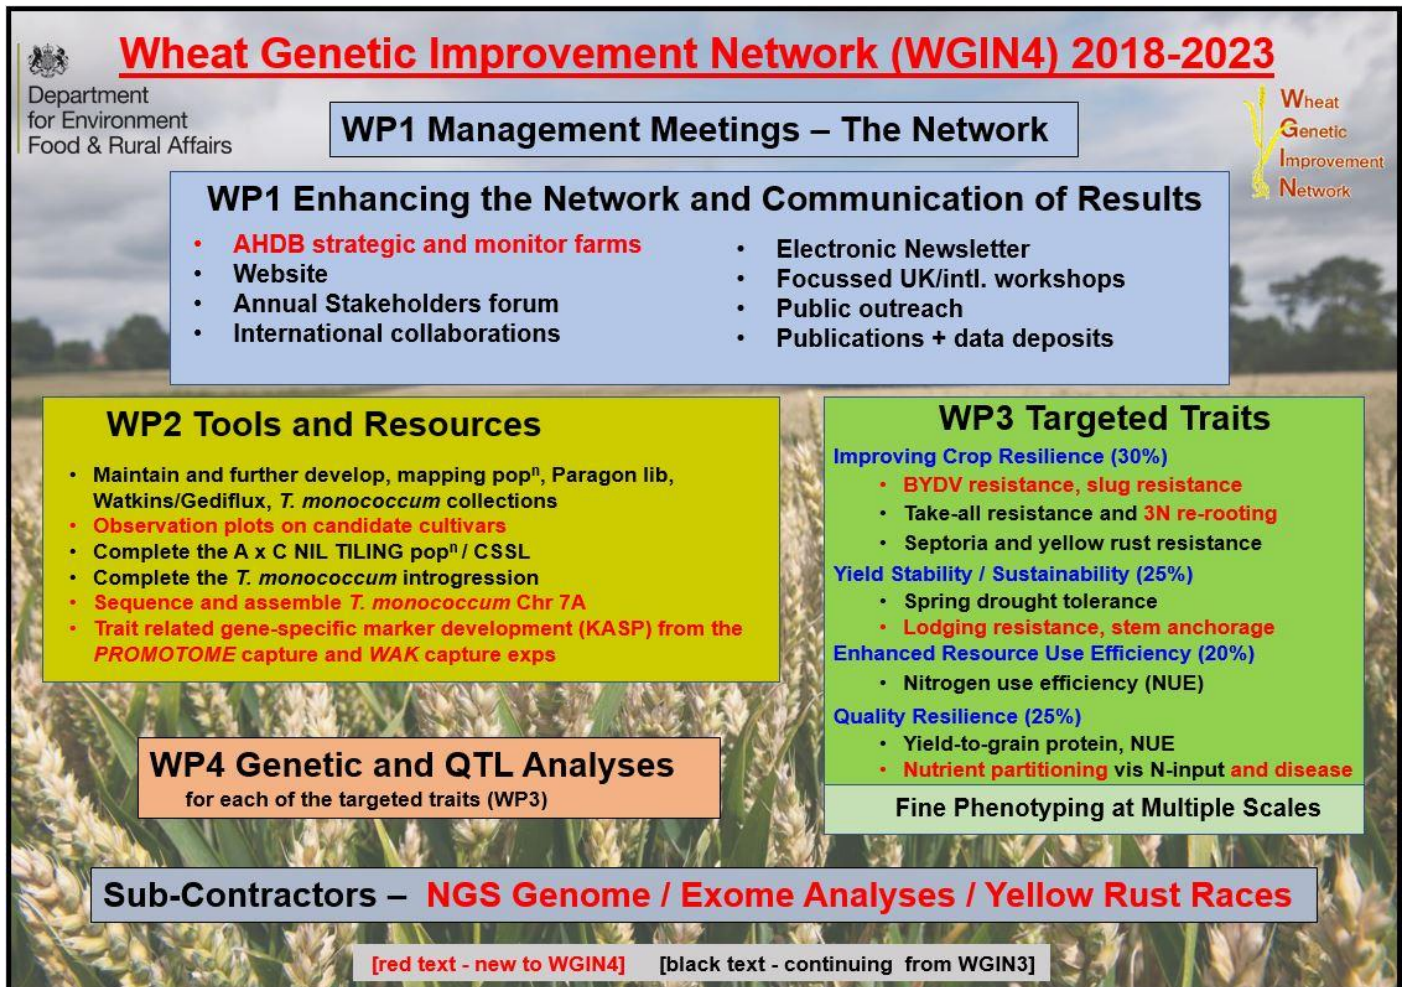 Wheat Genetic Improvement Network (WGIN4) 2018-2023
Department
for Environment
Food & Rural Affairs
Wheat
Genetic
Improvement
Network
WP1 Management Meetings – The Network
WP1 Enhancing the Network and Communication of Results
• AHDB strategic and monitor farms
• Website
• Annual Stakeholders forum
• International collaborations
• Electronic Newsletter
• Focussed UK/intl. workshops
• Public outreach
• Publications + data deposits
WP2 Tools and Resources
• Maintain and further develop, mapping popⁿ, Paragon lib,
Watkins/Gediflux, T. monococcum collections
• Observation plots on candidate cultivars
• Complete the A x C NIL TILING popⁿ / CSSL
• Complete the T. monococcum introgression
• Sequence and assemble T. monococcum Chr 7A
• Trait related gene-specific marker development (KASP) from the
PROMOTOME capture and WAK capture exps
WP3 Targeted Traits
Improving Crop Resilience (30%)
• BYDV resistance, slug resistance
• Take-all resistance and 3N re-rooting
• Septoria and yellow rust resistance
Yield Stability / Sustainability (25%)
• Spring drought tolerance
• Lodging resistance, stem anchorage
Enhanced Resource Use Efficiency (20%)
• Nitrogen use efficiency (NUE)
Quality Resilience (25%)
• Yield-to-grain protein, NUE
• Nutrient partitioning vis N-input and disease
Fine Phenotyping at Multiple Scales
WP4 Genetic and QTL Analyses
for each of the targeted traits (WP3)
Sub-Contractors – NGS Genome / Exome Analyses / Yellow Rust Races
[red text - new to WGIN4] [black text - continuing from WGIN3]